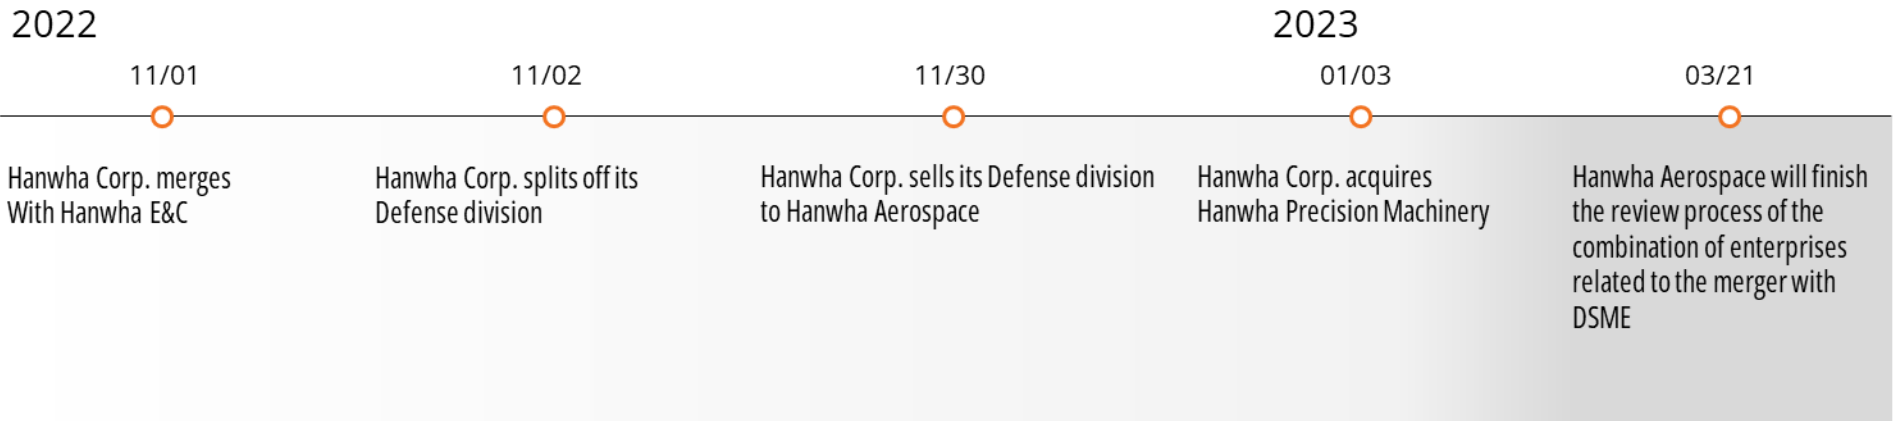 2022
2023
11/01
11/02
11/30
01/03
03/21
Hanwha Corp. merges
With Hanwha E&C
Hanwha Corp. splits off its
Defense division
Hanwha Corp. sells its Defense division
to Hanwha Aerospace
Hanwha Corp. acquires
Hanwha Precision Machinery
Hanwha Aerospace will finish
the review process of the
combination of enterprises
related to the merger with
DSME